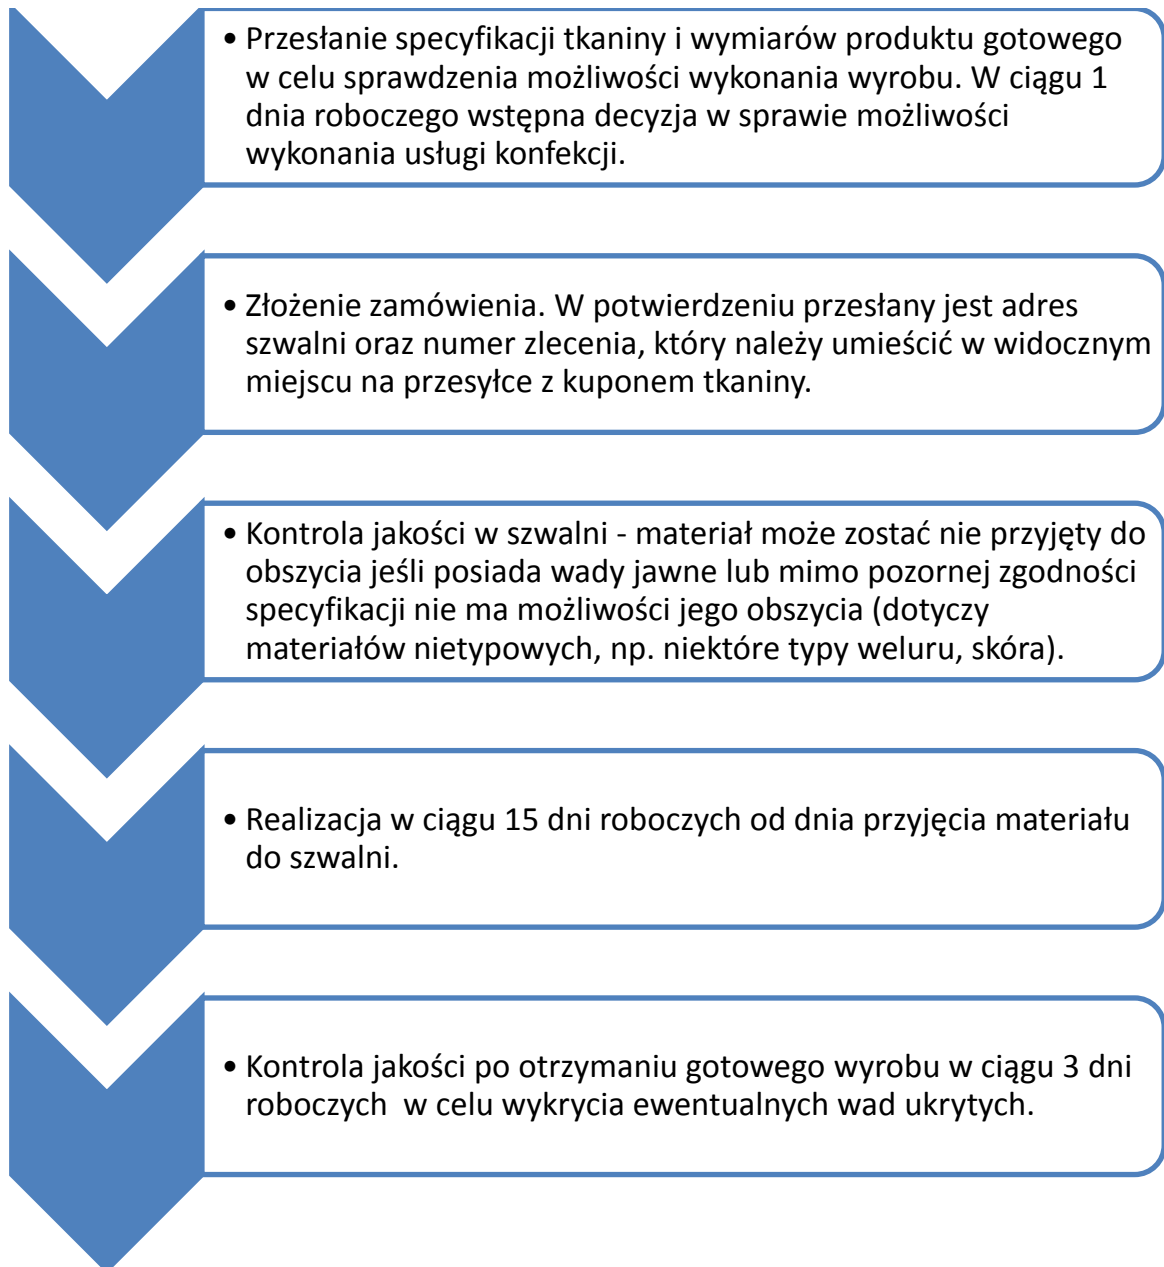 • Przesłanie specyfikacji tkaniny i wymiarów produktu gotowego
w celu sprawdzenia możliwości wykonania wyrobu. W ciągu 1
dnia roboczego wstępna decyzja w sprawie możliwości
wykonania usługi konfekcji.
• Złożenie zamówienia. W potwierdzeniu przesłany jest adres
szwalni oraz numer zlecenia, który należy umieścić w widocznym
miejscu na przesyłce z kuponem tkaniny.
• Kontrola jakości w szwalni - materiał może zostać nie przyjęty do
obszycia jeśli posiada wady jawne lub mimo pozornej zgodności
specyfikacji nie ma możliwości jego obszycia (dotyczy
materiałów nietypowych, np. niektóre typy weluru, skóra).
• Realizacja w ciągu 15 dni roboczych od dnia przyjęcia materiału
do szwalni.
• Kontrola jakości po otrzymaniu gotowego wyrobu w ciągu 3 dni
roboczych  w celu wykrycia ewentualnych wad ukrytych.